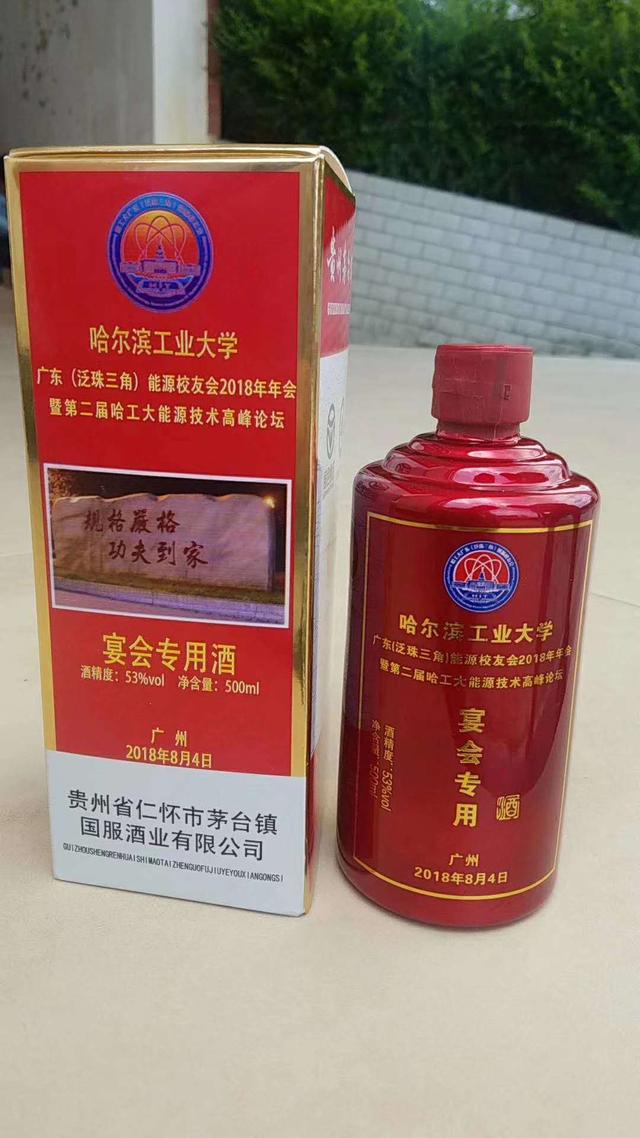 哈尔滨工业大学
广东（泛珠三角）能源校友会2018年年会
暨第二届哈工大能源技术高峰论坛
规格严格
功夫到家
宴会专用酒
酒精度：53%vol 净含量：500ml
广州
2018年8月4日
贵州省仁怀市茅台镇
国服酒业有限公司
GUIZHOUSHENGRENHUAISHIMAOTAIZHENGUOFUJIUYEYOUXIANGONGSI
贵州
HIT
哈尔滨工业大学
广东(泛珠三角)能源校友会2018年年会
暨第二届哈工大能源技术高峰论坛
宴会专用酒
酒精度：53%vol
净含量：500ml
广州
2018年8月4日